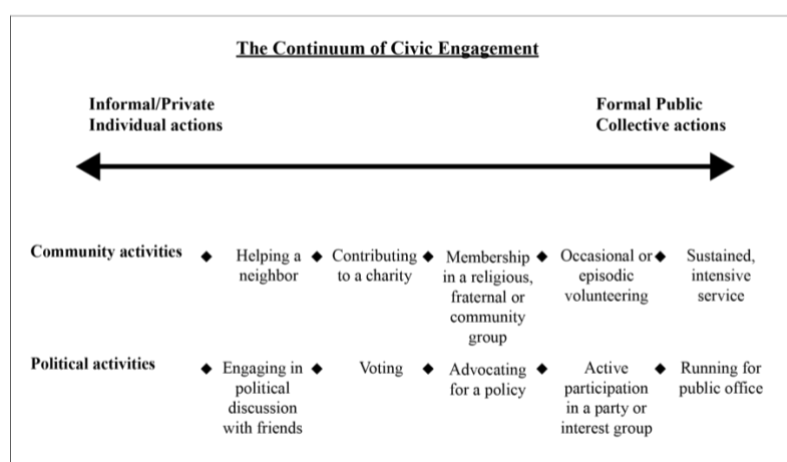 The Continuum of Civic Engagement
Informal/Private
Individual actions
Formal Public
Collective actions
Community activities
◆ Helping a
neighbor
◆ Contributing
to a charity
◆ Membership
in a religious,
fraternal or
community
group
◆ Occasional or
episodic
volunteering
◆ Sustained,
intensive
service
Political activities
◆ Engaging in
political
discussion
with friends
◆ Voting
◆ Advocating
for a policy
◆ Active
participation
in a party or
interest group
◆ Running for
public office